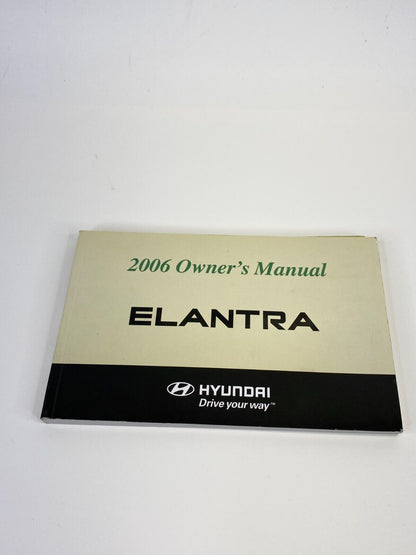 2006 Owner's Manual
ELANTRA
HYUNDAI
Drive your way™